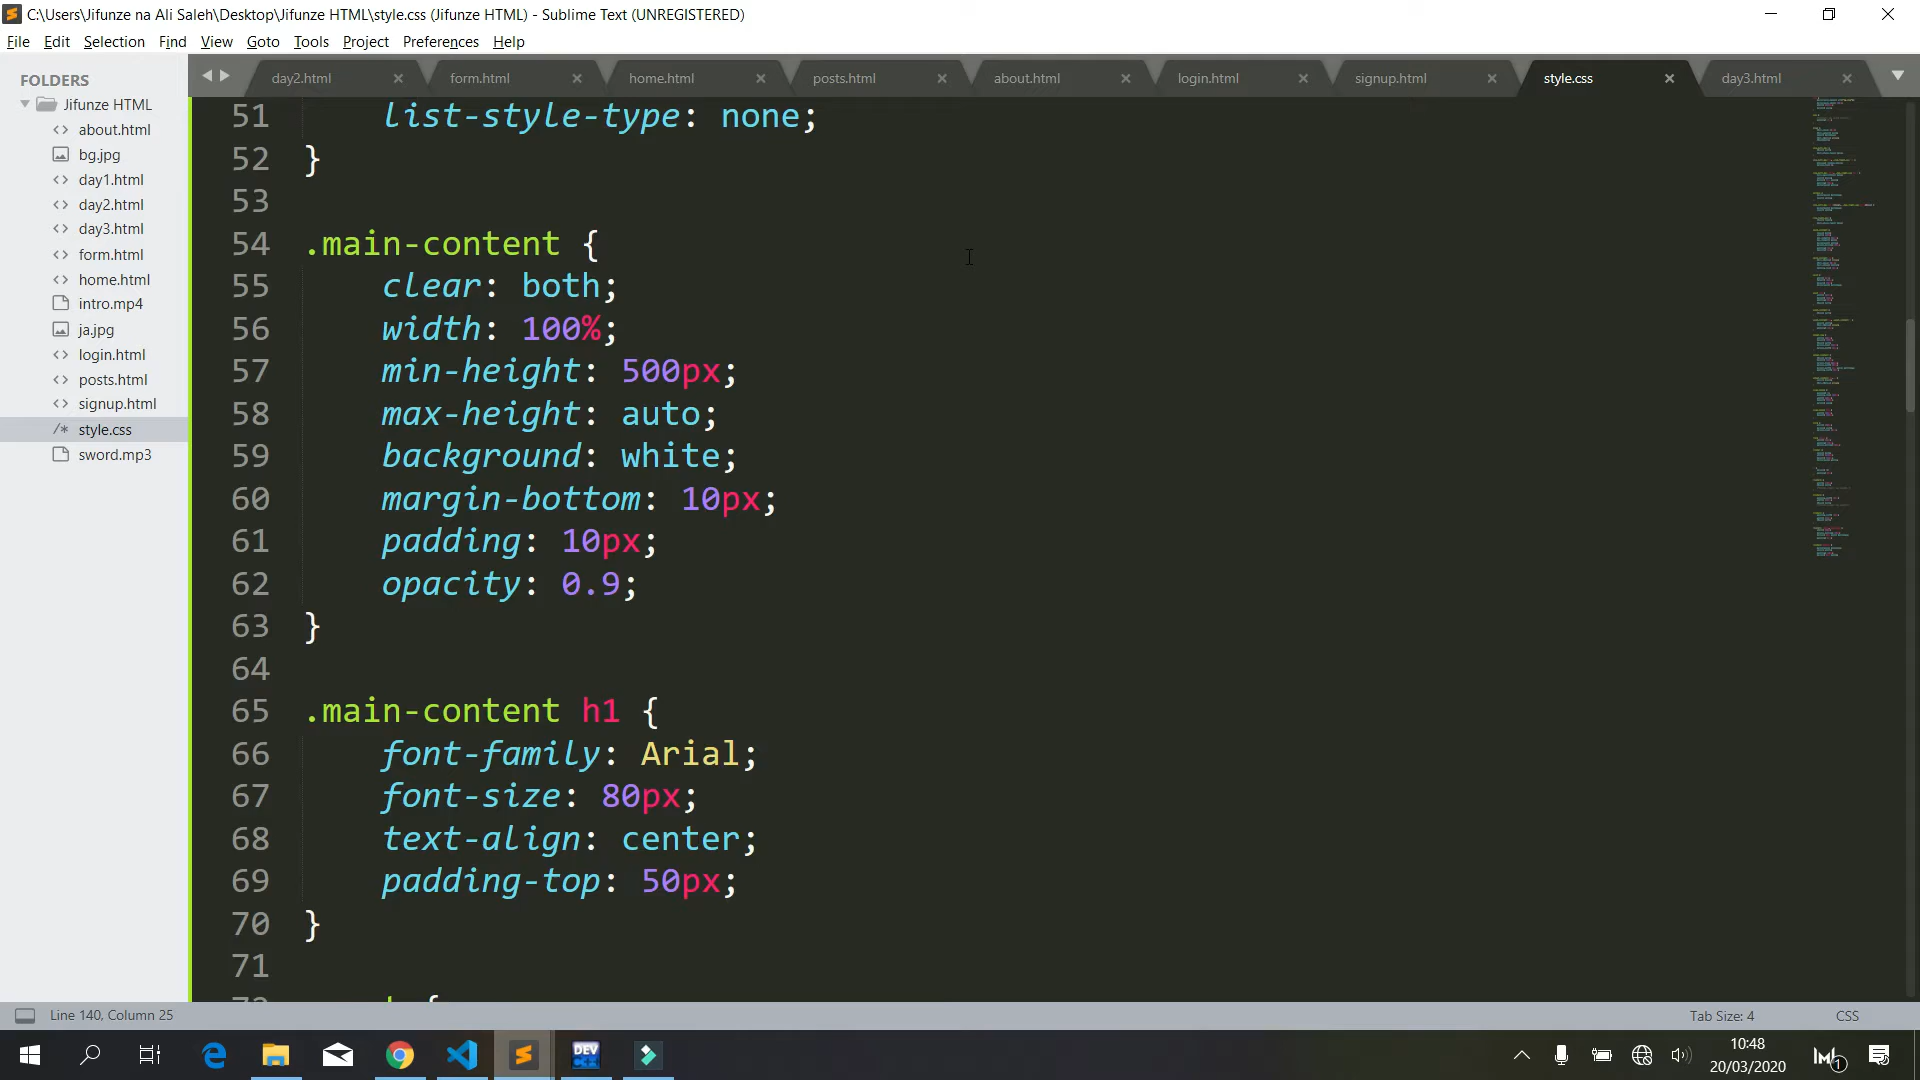 C:\Users\Jifunze na Ali Saleh\Desktop\Jifunze HTML\style.css (Jifunze HTML) - Sublime Text (UNREGISTERED)
File Edit Selection Find View Goto Tools Project Preferences Help
day2.html form.html home.html posts.html about.html login.html signup.html style.css day3.html
FOLDERS
Jifunze HTML
about.html
bg.jpg
day1.html
day2.html
day3.html
form.html
home.html
intro.mp4
ja.jpg
login.html
posts.html
signup.html
/* style.css
sword.mp3
51 list-style-type: none;
52 }
53
54 .main-content {
55 clear: both;
56 width: 100%;
57 min-height: 500px;
58 max-height: auto;
59 background: white;
60 margin-bottom: 10px;
61 padding: 10px;
62 opacity: 0.9;
63 }
64
65 .main-content h1 {
66 font-family: Arial;
67 font-size: 80px;
68 text-align: center;
69 padding-top: 50px;
70 }
71
Line 140, Column 25
Tab Size: 4
CSS
DEV C++
10:48
20/03/2020
1